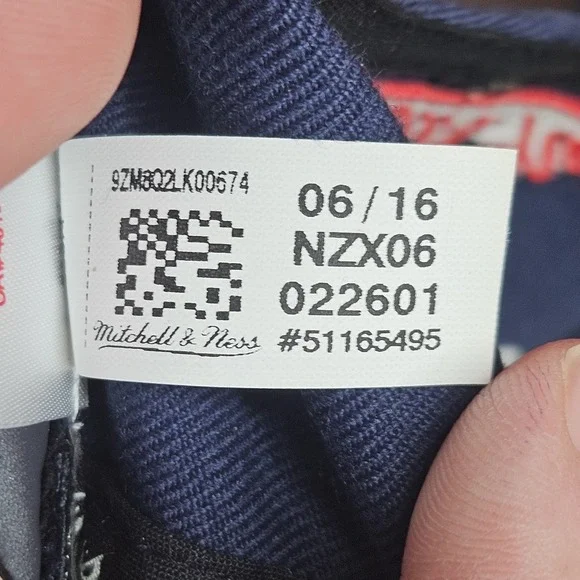 9ZM8Q2LK00674
Mitchell & Ness
06/16
NZX06
022601
#51165495